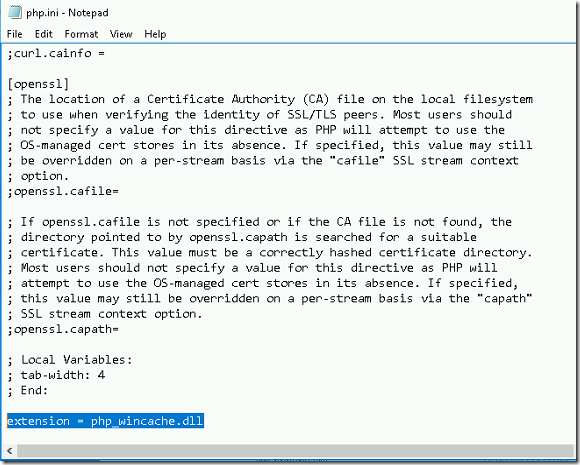 php.ini - Notepad
File Edit Format View Help
;curl.cainfo =
[openssl]
; The location of a Certificate Authority (CA) file on the local filesystem
; to use when verifying the identity of SSL/TLS peers. Most users should
; not specify a value for this directive as PHP will attempt to use the
; OS-managed cert stores in its absence. If specified, this value may still
; be overridden on a per-stream basis via the "cafile" SSL stream context
; option.
;openssl.cafile=
; If openssl.cafile is not specified or if the CA file is not found, the
; directory pointed to by openssl.capath is searched for a suitable
; certificate. This value must be a correctly hashed certificate directory.
; Most users should not specify a value for this directive as PHP will
; attempt to use the OS-managed cert stores in its absence. If specified,
; this value may still be overridden on a per-stream basis via the "capath"
; SSL stream context option.
;openssl.capath=
; Local Variables:
; tab-width: 4
; End:
extension = php_wincache.dll